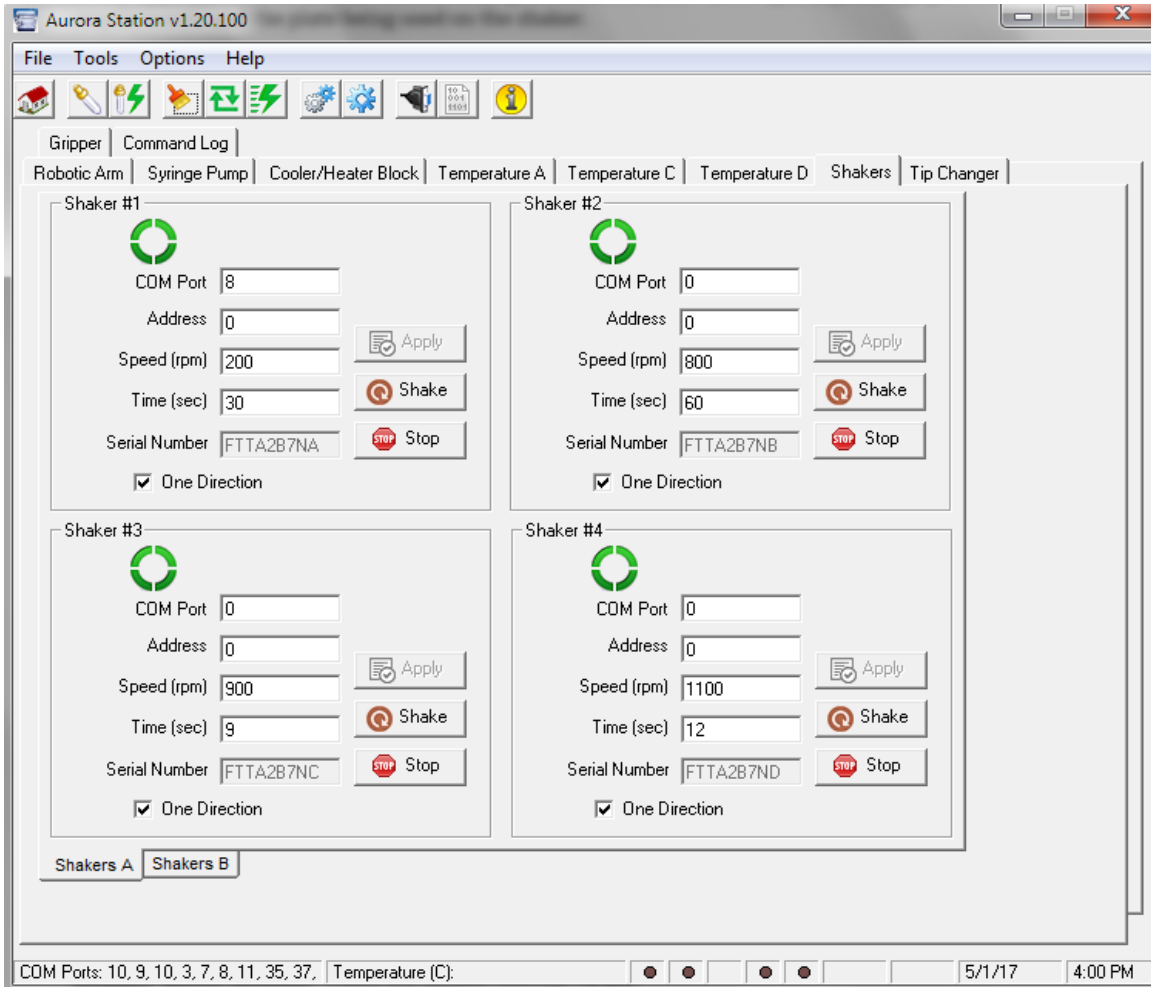 Aurora Station v1.20.100
File Tools Options Help
Gripper Command Log
Robotic Arm Syringe Pump Cooler/Heater Block Temperature A Temperature C Temperature D Shakers Tip Changer
Shaker #1
COM Port 8
Address 0
Apply
Speed (rpm) 200
Shake
Time (sec) 30
Stop
Serial Number FTTA2B7NA
One Direction
Shaker #2
COM Port 0
Address 0
Apply
Speed (rpm) 800
Shake
Time (sec) 60
Stop
Serial Number FTTA2B7NB
One Direction
Shaker #3
COM Port 0
Address 0
Apply
Speed (rpm) 900
Shake
Time (sec) 9
Stop
Serial Number FTTA2B7NC
One Direction
Shaker #4
COM Port 0
Address 0
Apply
Speed (rpm) 1100
Shake
Time (sec) 12
Stop
Serial Number FTTA2B7ND
One Direction
Shakers A Shakers B
COM Ports: 10, 9, 10, 3, 7, 8, 11, 35, 37, Temperature (C): 5/1/17 4:00 PM